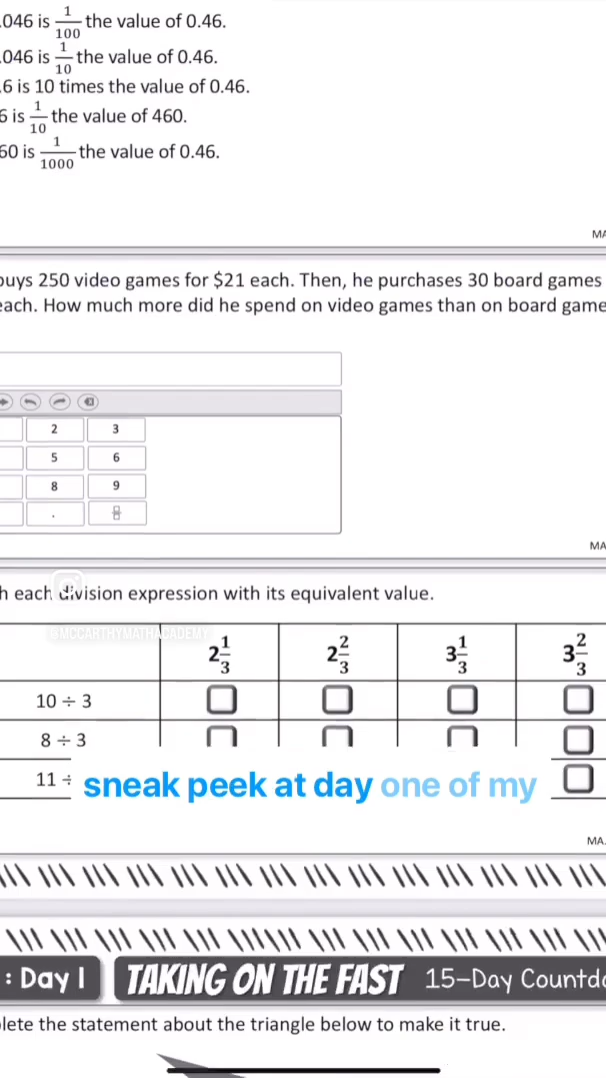 .046 is 1/100 the value of 0.46.
.046 is 1/10 the value of 0.46.
.6 is 10 times the value of 0.46.
6 is 1/10 the value of 460.
60 is 1/1000 the value of 0.46.
MA
buys 250 video games for $21 each. Then, he purchases 30 board games
each. How much more did he spend on video games than on board game
2 3
5 6
8 9
.
MA
h each division expression with its equivalent value.
@MCCARTHYMATHACADEMY
2 1/3 2 2/3 3 1/3 3 2/3
10 ÷ 3
8 ÷ 3
11 ÷
sneak peek at day one of my
MA.
: Day 1 TAKING ON THE FAST 15-Day Countdo
lete the statement about the triangle below to make it true.